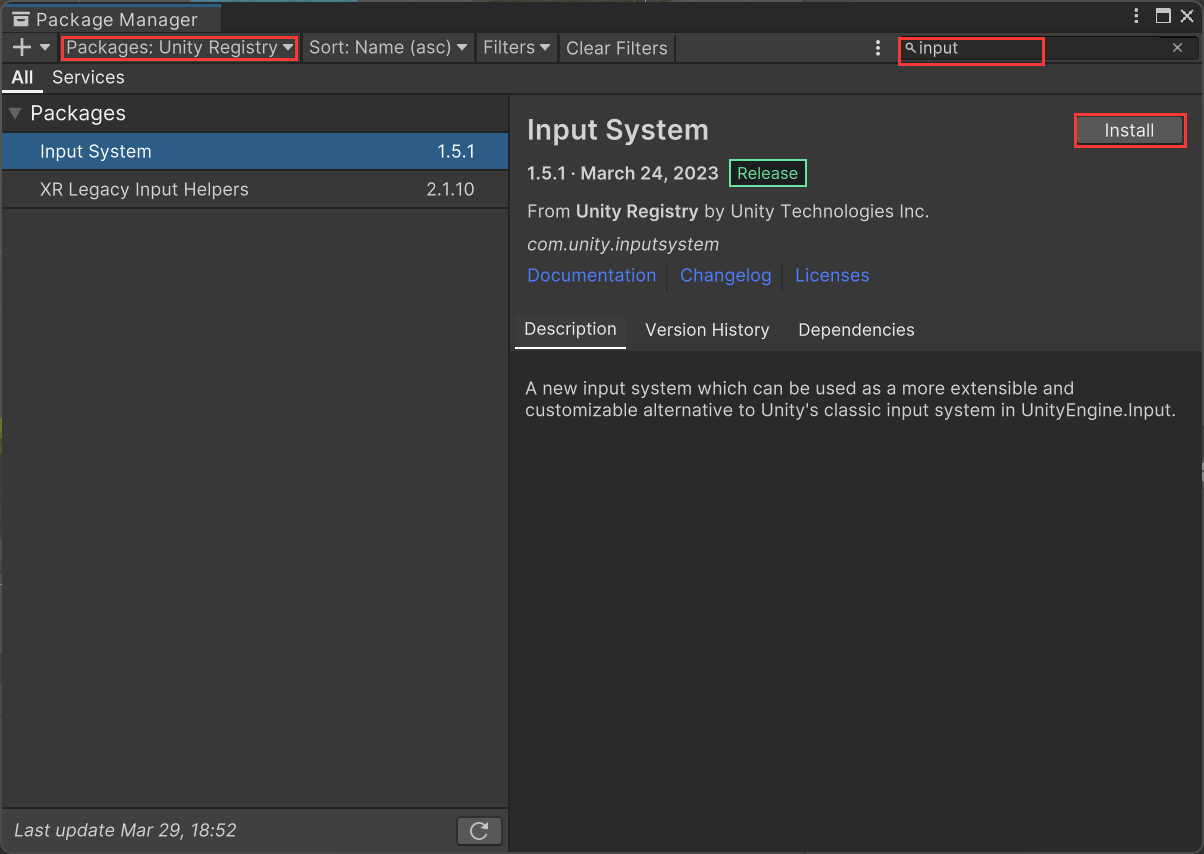 Package Manager
Packages: Unity Registry Sort: Name (asc) Filters Clear Filters input
All Services
Packages
Input System 1.5.1
XR Legacy Input Helpers 2.1.10
Last update Mar 29, 18:52
Input System Install
1.5.1 · March 24, 2023 Release
From Unity Registry by Unity Technologies Inc.
com.unity.inputsystem
Documentation Changelog Licenses
Description Version History Dependencies
A new input system which can be used as a more extensible and
customizable alternative to Unity's classic input system in UnityEngine.Input.